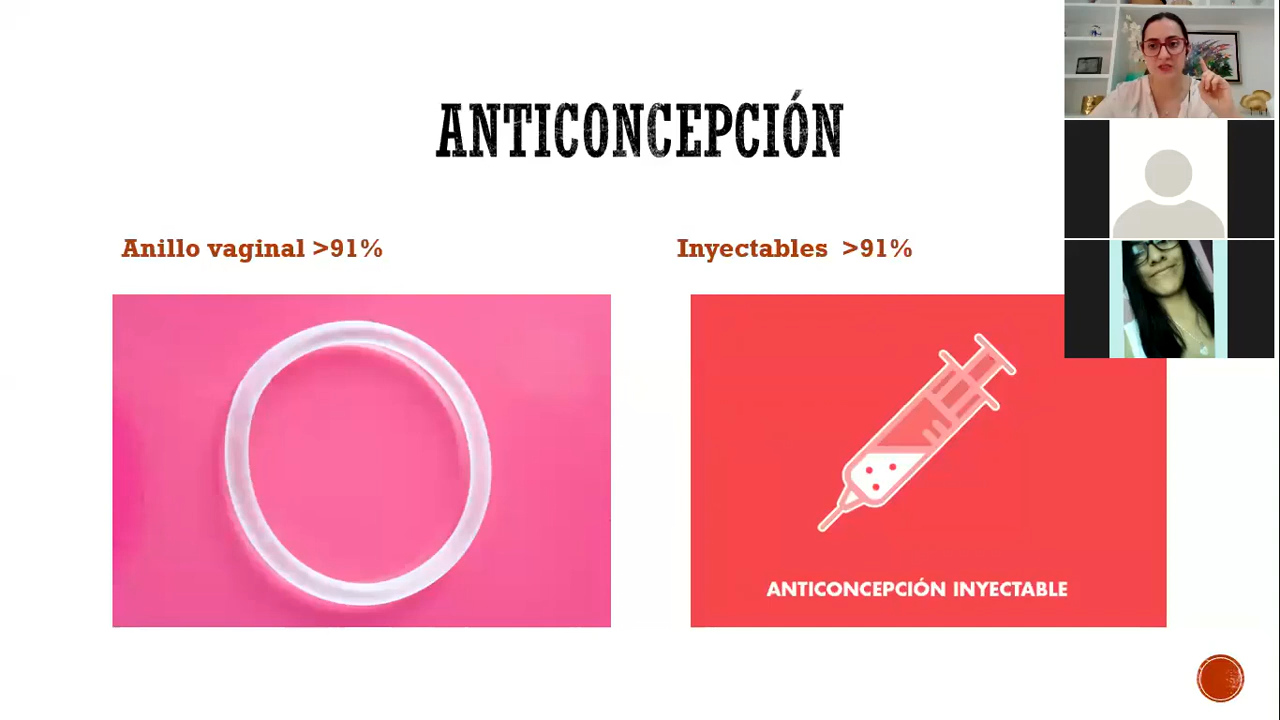 ANTICONCEPCIÓN
Anillo vaginal >91%
Inyectables >91%
ANTICONCEPCIÓN INYECTABLE